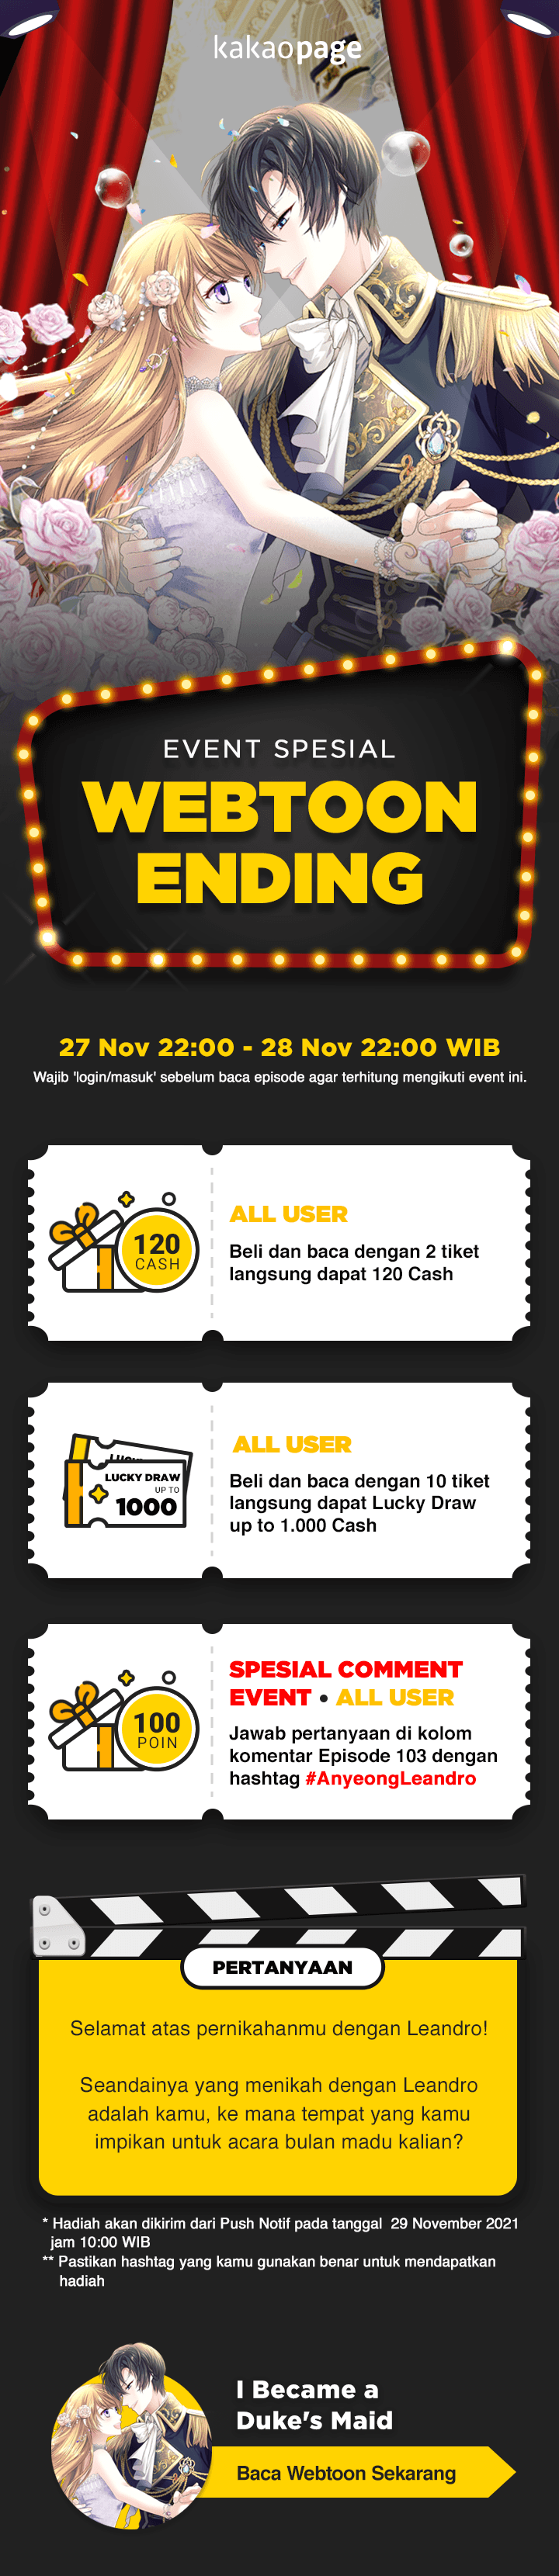 kakaopage
EVENT SPESIAL
WEBTOON
ENDING
27 Nov 22:00 - 28 Nov 22:00 WIB
Wajib 'login/masuk' sebelum baca episode agar terhitung mengikuti event ini.
120
CASH
ALL USER
Beli dan baca dengan 2 tiket
langsung dapat 120 Cash
LUCKY DRAW
UP TO
1000
ALL USER
Beli dan baca dengan 10 tiket
langsung dapat Lucky Draw
up to 1.000 Cash
100
POIN
SPESIAL COMMENT
EVENT • ALL USER
Jawab pertanyaan di kolom
komentar Episode 103 dengan
hashtag #AnyeongLeandro
PERTANYAAN
Selamat atas pernikahanmu dengan Leandro!
Seandainya yang menikah dengan Leandro
adalah kamu, ke mana tempat yang kamu
impikan untuk acara bulan madu kalian?
* Hadiah akan dikirim dari Push Notif pada tanggal 29 November 2021
jam 10:00 WIB
** Pastikan hashtag yang kamu gunakan benar untuk mendapatkan
hadiah
I Became a
Duke's Maid
Baca Webtoon Sekarang